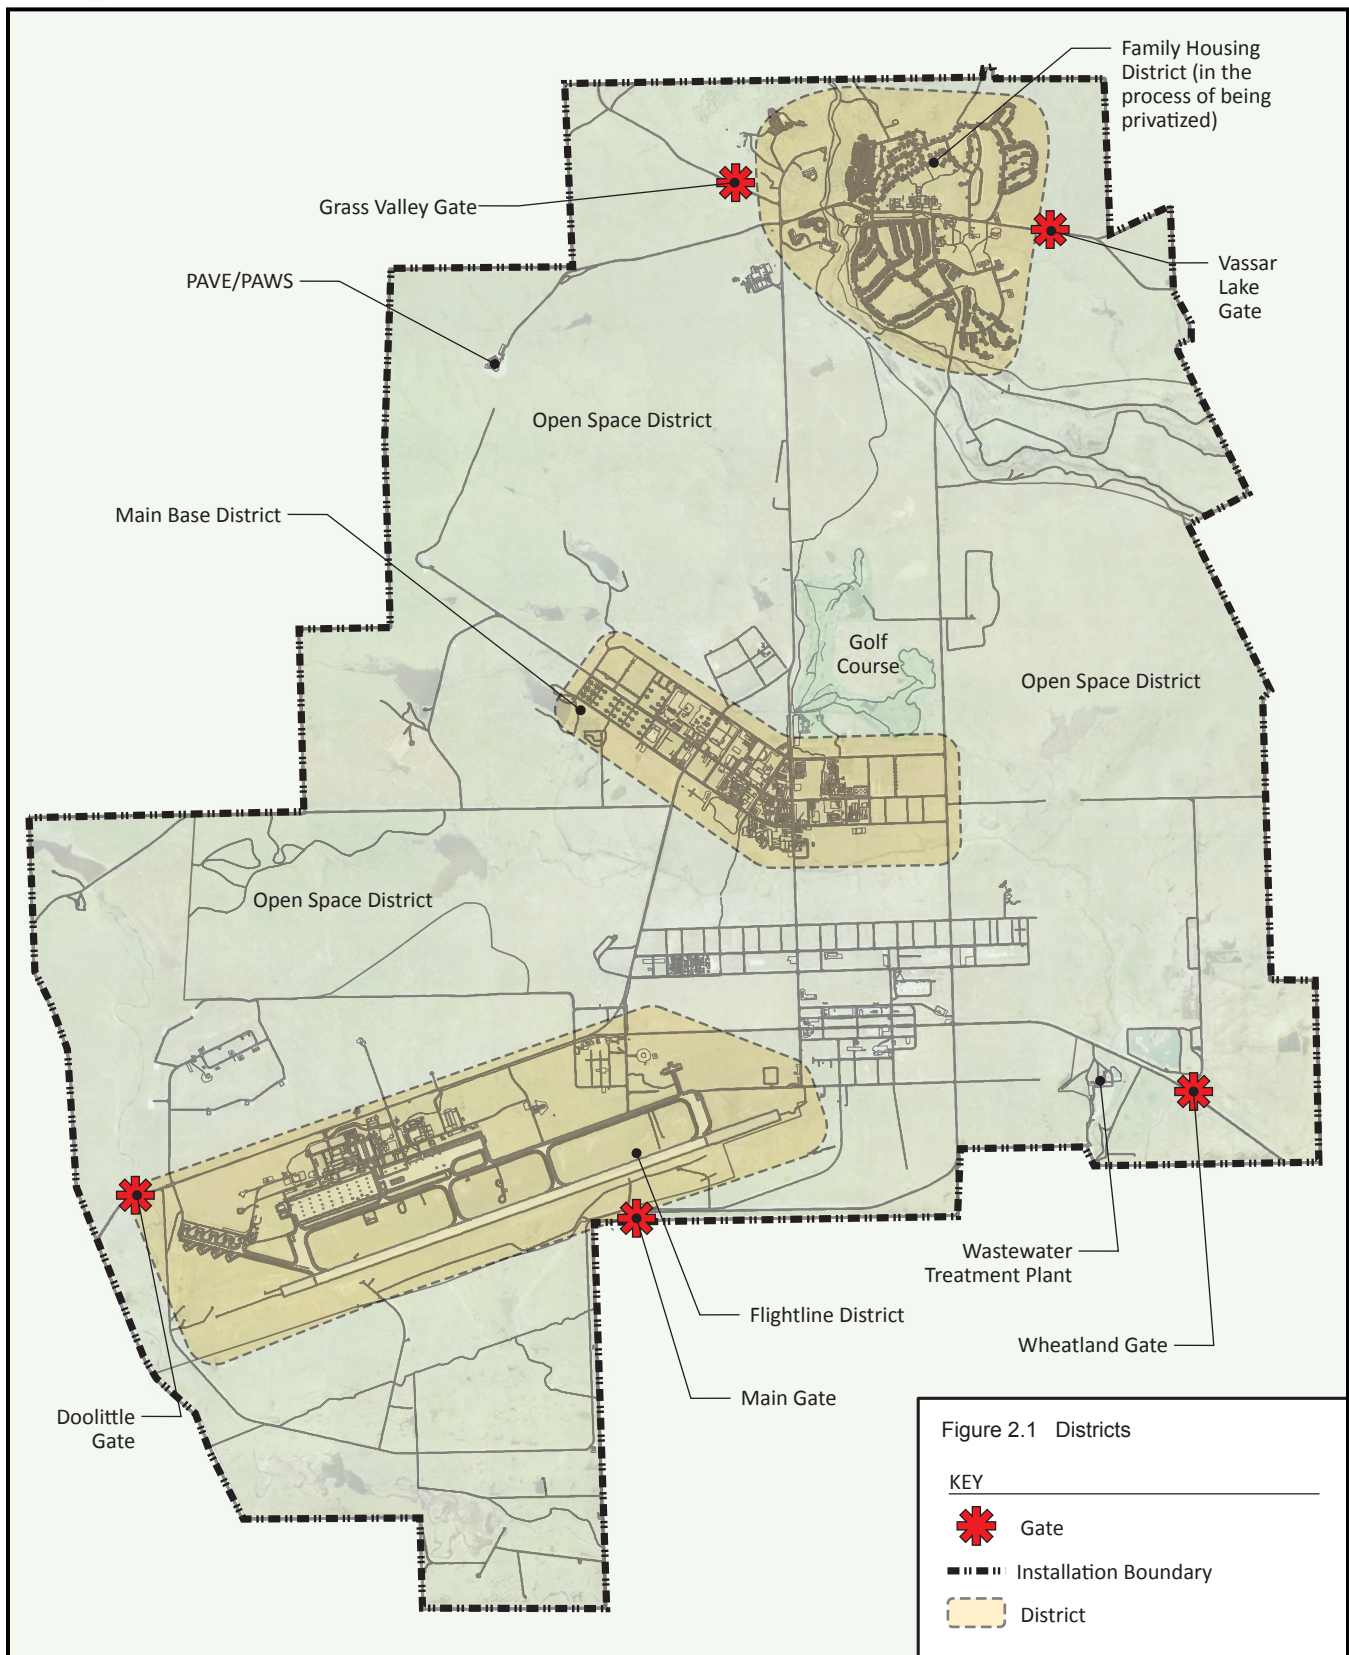 Family Housing
District (in the
process of being
privatized)
Grass Valley Gate
Vassar
Lake
Gate
PAVE/PAWS
Open Space District
Main Base District
Golf
Course
Open Space District
Open Space District
Wastewater
Treatment Plant
Flightline District
Wheatland Gate
Main Gate
Doolittle
Gate
Figure 2.1 Districts
KEY
Gate
Installation Boundary
District